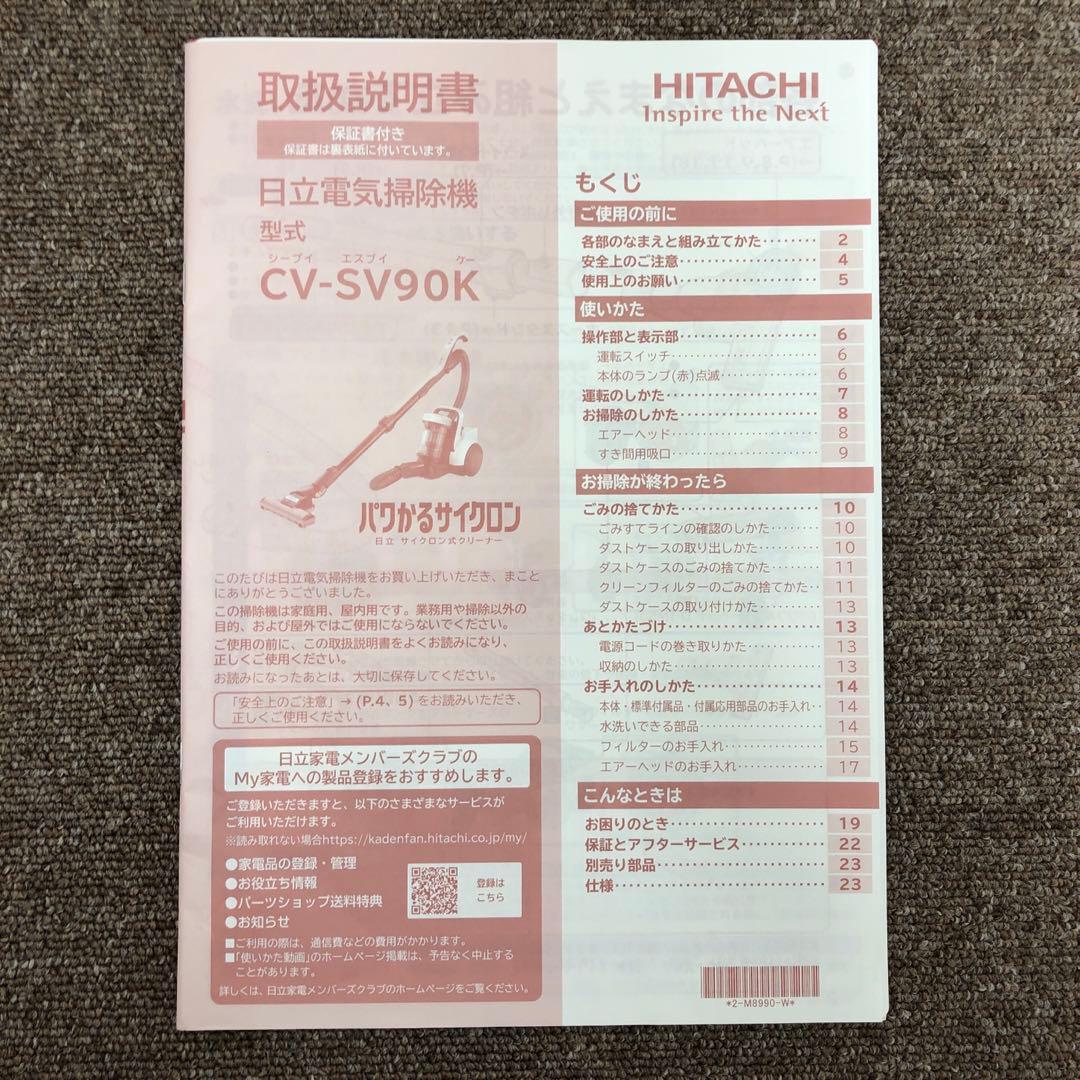 取扱説明書
保証書付き
保証書は裏表紙に付いています。
日立電気掃除機
型式
シーブイ エスブイ ケー
CV-SV90K
パワかるサイクロン
日立 サイクロン式クリーナー
このたびは日立電気掃除機をお買い上げいただき、まこと
にありがとうございました。
この掃除機は家庭用、屋内用です。業務用や掃除以外の
目的、および屋外ではご使用にならないでください。
ご使用の前に、この取扱説明書をよくお読みになり、
正しくご使用ください。
お読みになったあとは、大切に保存してください。
「安全上のご注意」→(P.4、5)をお読みいただき、
正しくご使用ください。
日立家電メンバーズクラブの
My家電への製品登録をおすすめします。
ご登録いただきますと、以下のさまざまなサービスが
ご利用いただけます。
※読み取れない場合https://kadenfan.hitachi.co.jp/my/
●家電品の登録・管理
●お役立ち情報
●パーツショップ送料特典
●お知らせ
登録は
こちら
■ご利用の際は、通信費などの費用がかかります。
■「使いかた動画」のホームページ掲載は、予告なく中止する
ことがあります。
詳しくは、日立家電メンバーズクラブのホームページをご覧ください。
HITACHI
Inspire the Next
もくじ
ご使用の前に
各部のなまえと組み立てかた········ 2
安全上のご注意················ 4
使用上のお願い················ 5
使いかた
操作部と表示部················ 6
運転スイッチ················ 6
本体のランプ(赤)点滅············ 6
運転のしかた················ 7
お掃除のしかた················ 8
エアーヘッド················ 8
すき間用吸口················ 9
お掃除が終わったら
ごみの捨てかた················ 10
ごみすてラインの確認のしかた········ 10
ダストケースの取り出しかた········ 10
ダストケースのごみの捨てかた········ 11
クリーンフィルターのごみの捨てかた·· 11
ダストケースの取り付けかた········ 13
あとかたづけ················ 13
電源コードの巻き取りかた········ 13
収納のしかた················ 13
お手入れのしかた················ 14
本体・標準付属品・付属応用部品のお手入れ·· 14
水洗いできる部品············ 14
フィルターのお手入れ············ 15
エアーヘッドのお手入れ············ 17
こんなときは
お困りのとき················ 19
保証とアフターサービス············ 22
別売り部品················ 23
仕様················ 23
*2-M8990-W*